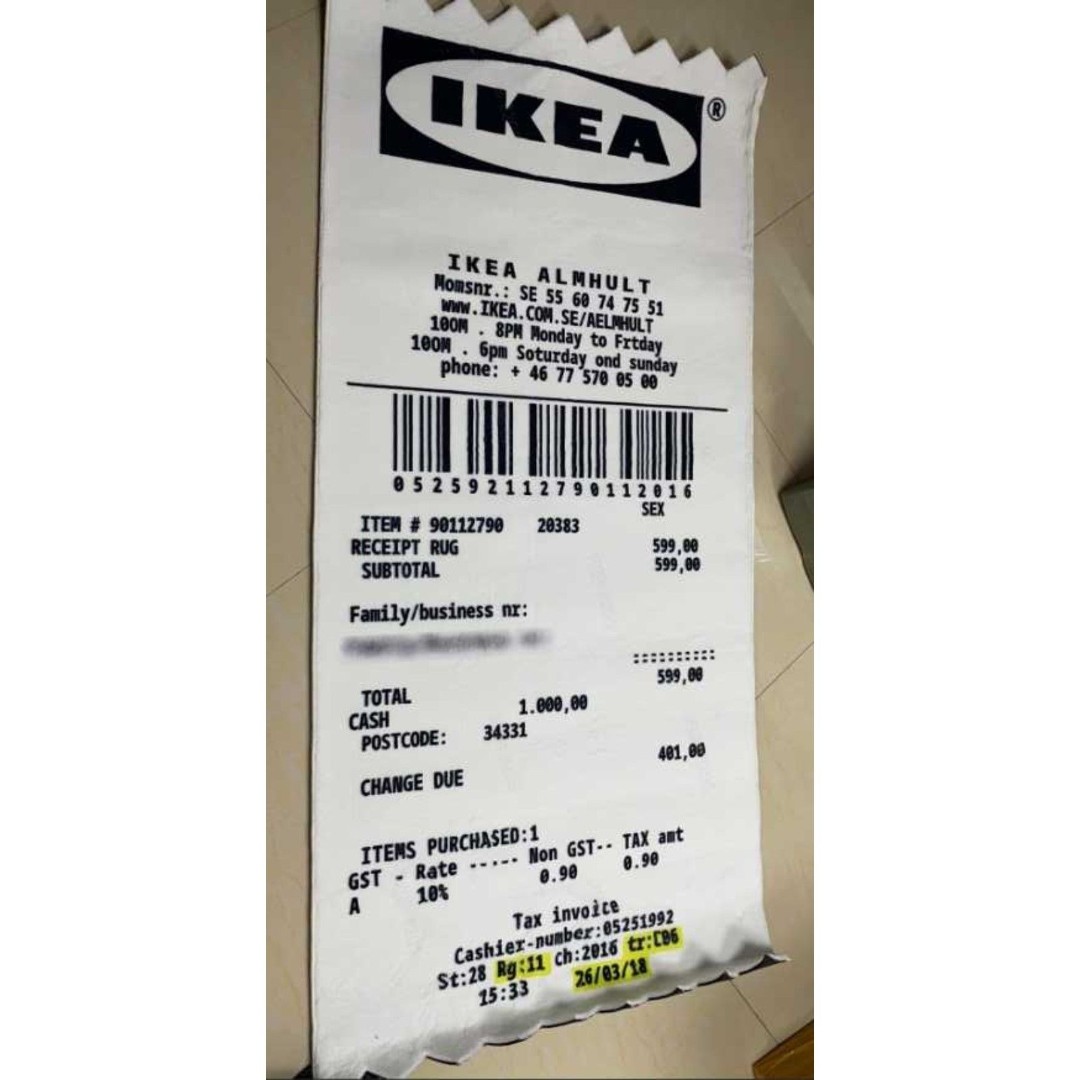 IKEA ®
IKEA ALMHULT
Momsnr.: SE 55 60 74 75 51
WWW.IKEA.COM.SE/AELMHULT
10OM . 8PM Monday to Frtday
10OM . 6pm Soturday ond sunday
phone: + 46 77 570 05 00
052592112790112016
SEX
ITEM # 90112790 20383
RECEIPT RUG 599,00
SUBTOTAL 599,00
Family/business nr:
::::::::::
599,00
TOTAL
CASH 1.000,00
POSTCODE: 34331
401,00
CHANGE DUE
ITEMS PURCHASED:1
GST - Rate ----- Non GST-- TAX amt
A 10% 0.90 0.90
Tax invoice
Cashier-number:05251992
St:28 Rg:11 Ch:2016 tr:C06
15:33 26/03/18